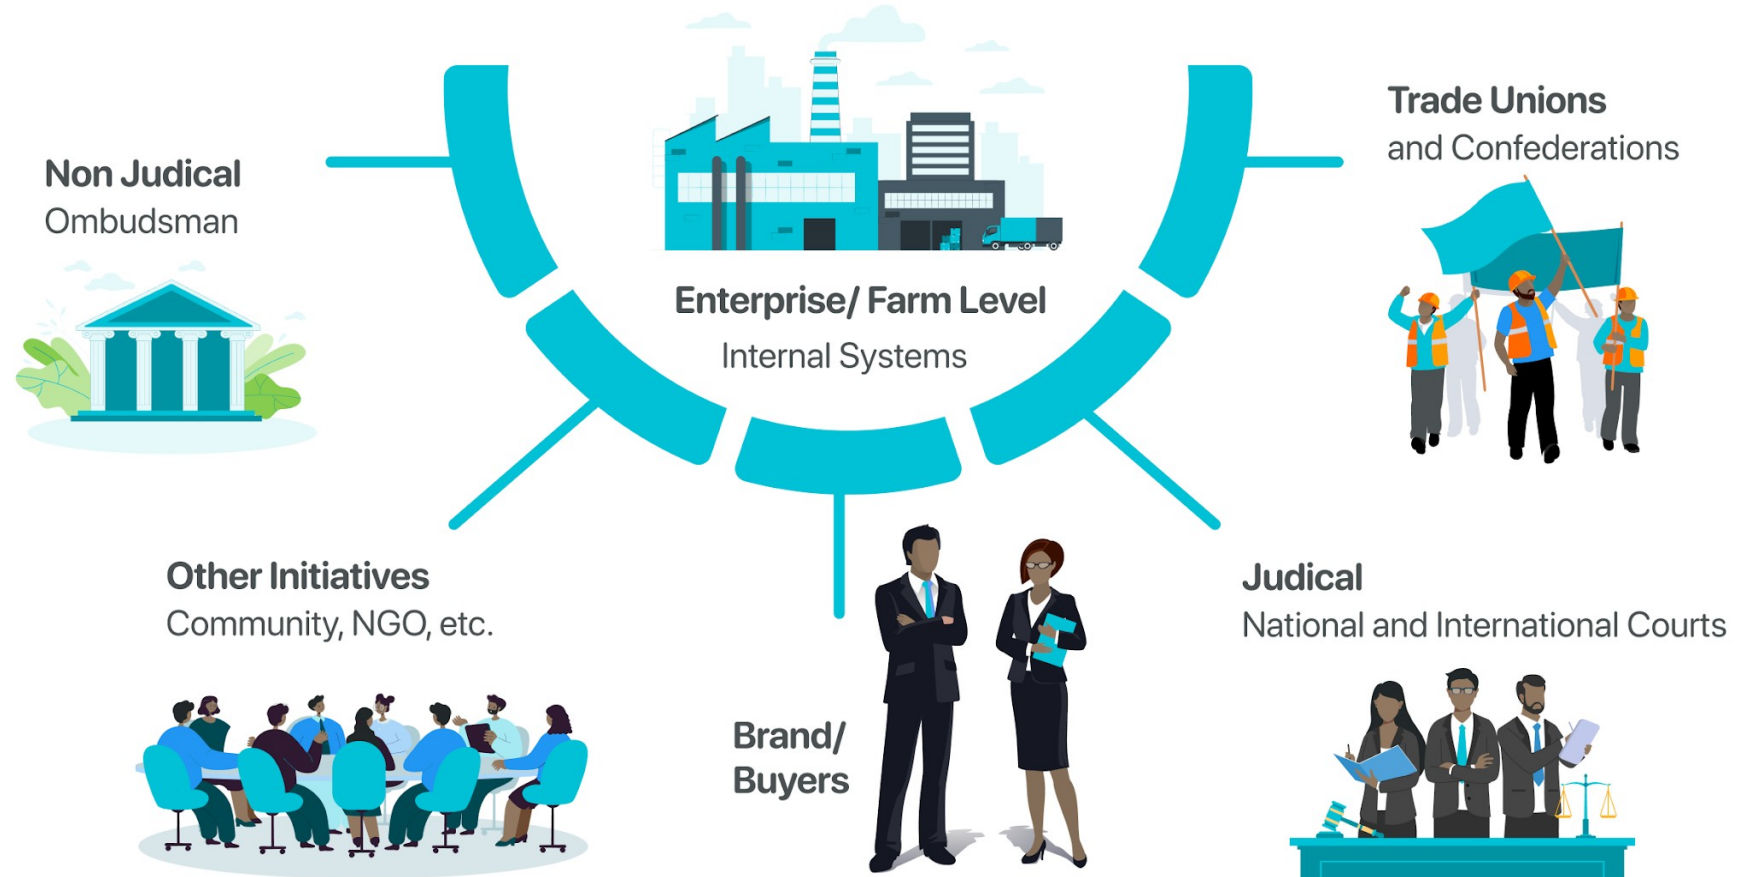 Trade Unions
and Confederations
Non Judical
Ombudsman
Enterprise/ Farm Level
Internal Systems
Other Initiatives
Community, NGO, etc.
Judical
National and International Courts
Brand/
Buyers